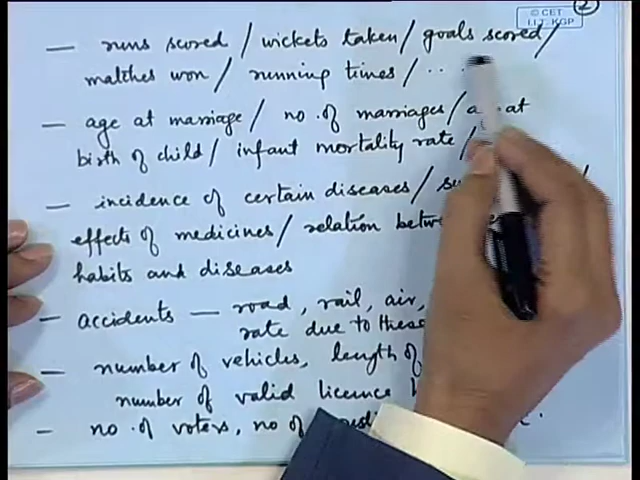 © CET
I.I.T. KGP
2
— runs scored / wickets taken / goals scored /
matches won / running times / ...
— age at marriage / no. of marriages / at
birth of child / infant mortality rate /
— incidence of certain diseases /
effects of medicines / relation
habits and diseases
— accidents — road, rail, air,
rate due to these
— number of vehicles, length of
number of valid licence
— no. of voters, no. of